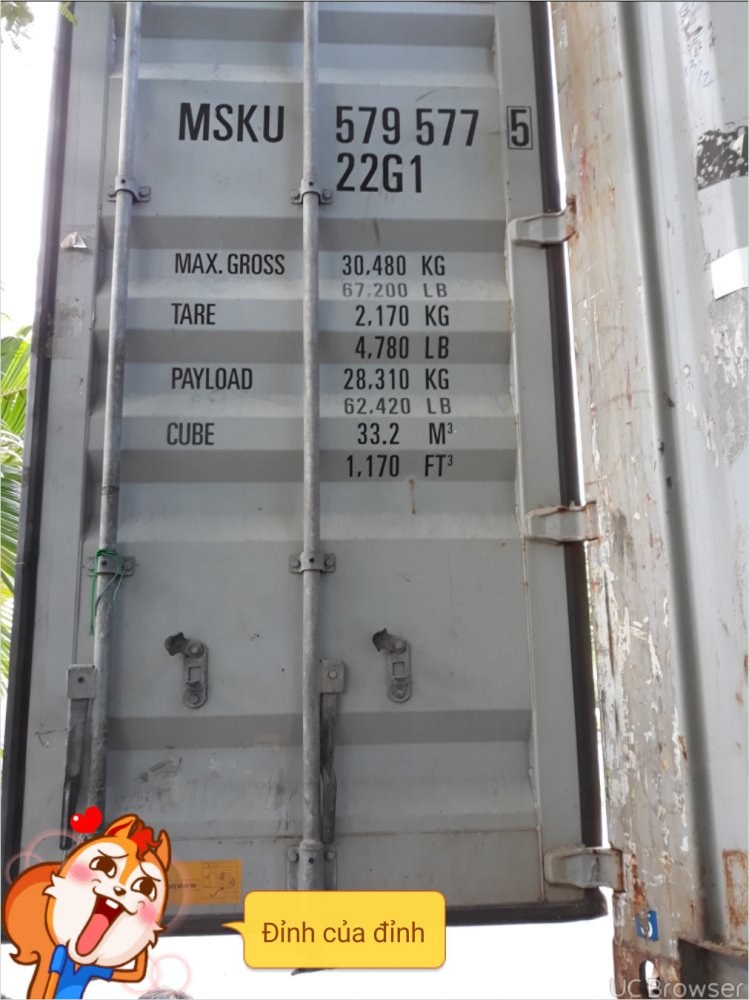 MSKU 579 577 5
22G1
MAX. GROSS 30,480 KG
67,200 LB
TARE 2,170 KG
4,780 LB
PAYLOAD 28,310 KG
62,420 LB
CUBE 33.2 M³
1,170 FT³
Đỉnh của đỉnh
UC Browser